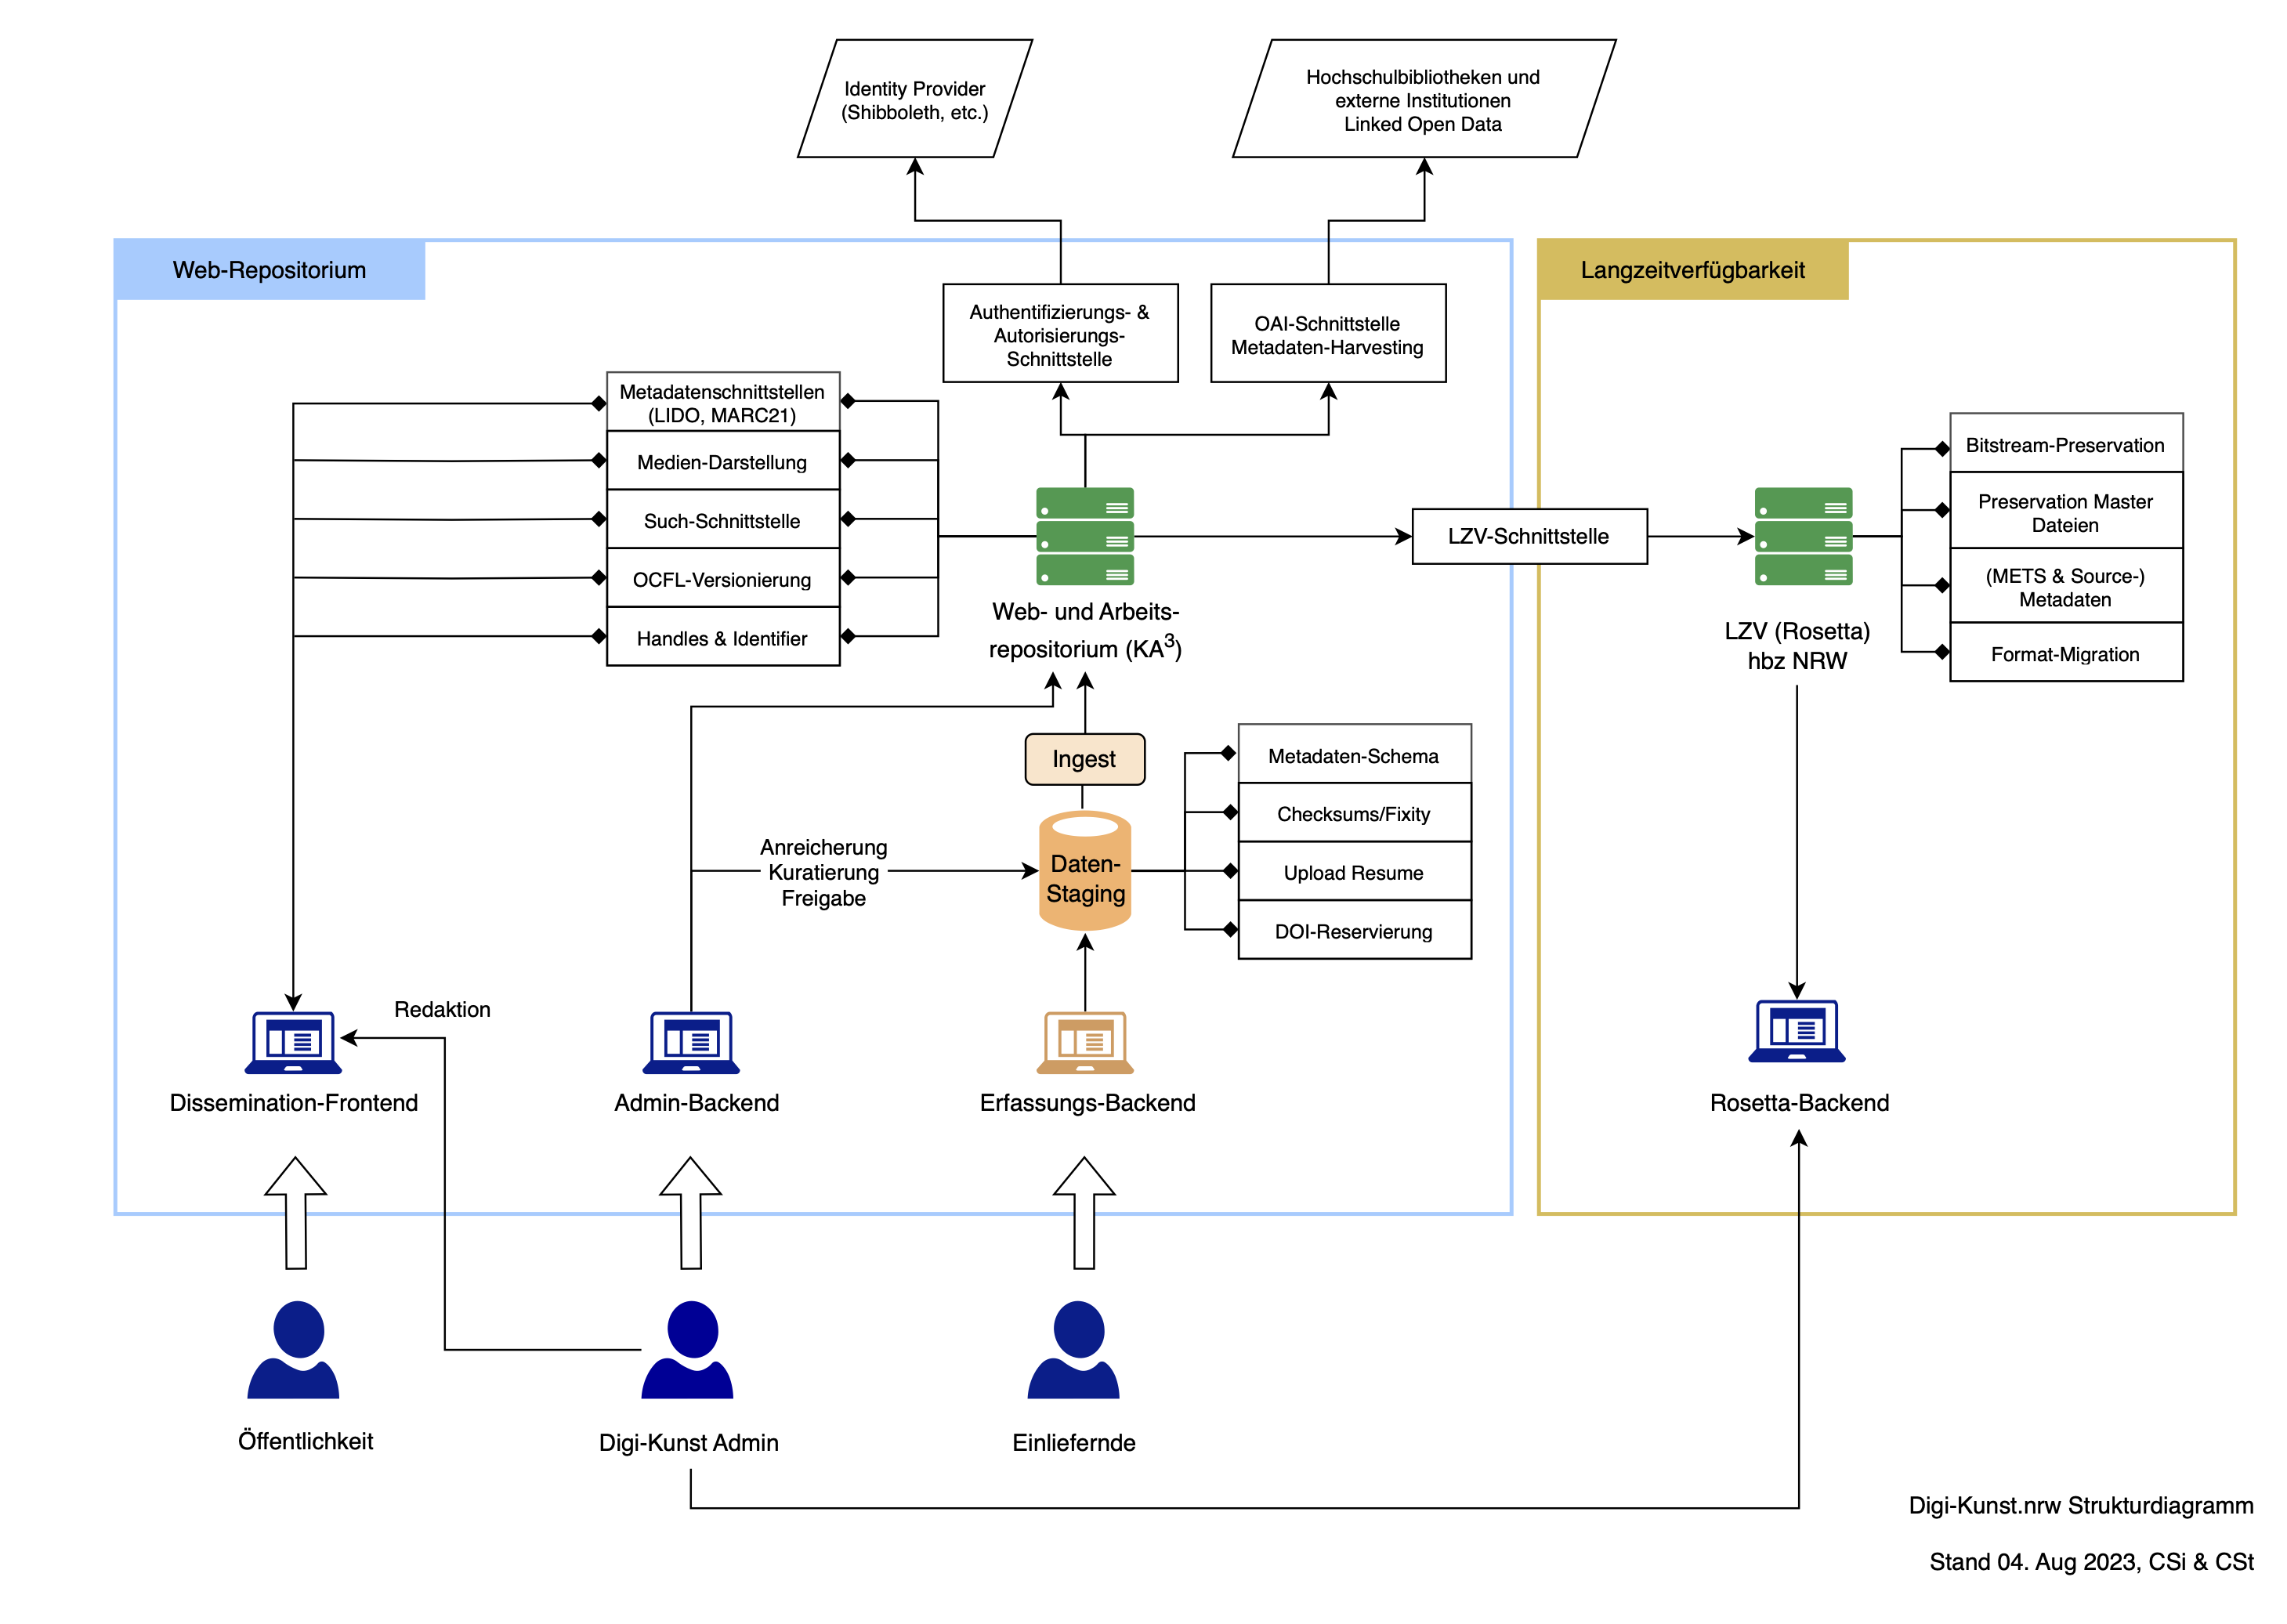 Identity Provider
(Shibboleth, etc.)
Hochschulbibliotheken und
externe Institutionen
Linked Open Data
Web-Repositorium
Langzeitverfügbarkeit
Authentifizierungs- &
Autorisierungs-
Schnittstelle
OAI-Schnittstelle
Metadaten-Harvesting
Metadatenschnittstellen
(LIDO, MARC21)
Medien-Darstellung
Such-Schnittstelle
OCFL-Versionierung
Handles & Identifier
Web- und Arbeits-
repositorium (KA³)
LZV-Schnittstelle
LZV (Rosetta)
hbz NRW
Bitstream-Preservation
Preservation Master
Dateien
(METS & Source-)
Metadaten
Format-Migration
Ingest
Daten-
Staging
Metadaten-Schema
Checksums/Fixity
Upload Resume
DOI-Reservierung
Anreicherung
Kuratierung
Freigabe
Redaktion
Dissemination-Frontend
Admin-Backend
Erfassungs-Backend
Rosetta-Backend
Öffentlichkeit
Digi-Kunst Admin
Einliefernde
Digi-Kunst.nrw Strukturdiagramm
Stand 04. Aug 2023, CSi & CSt